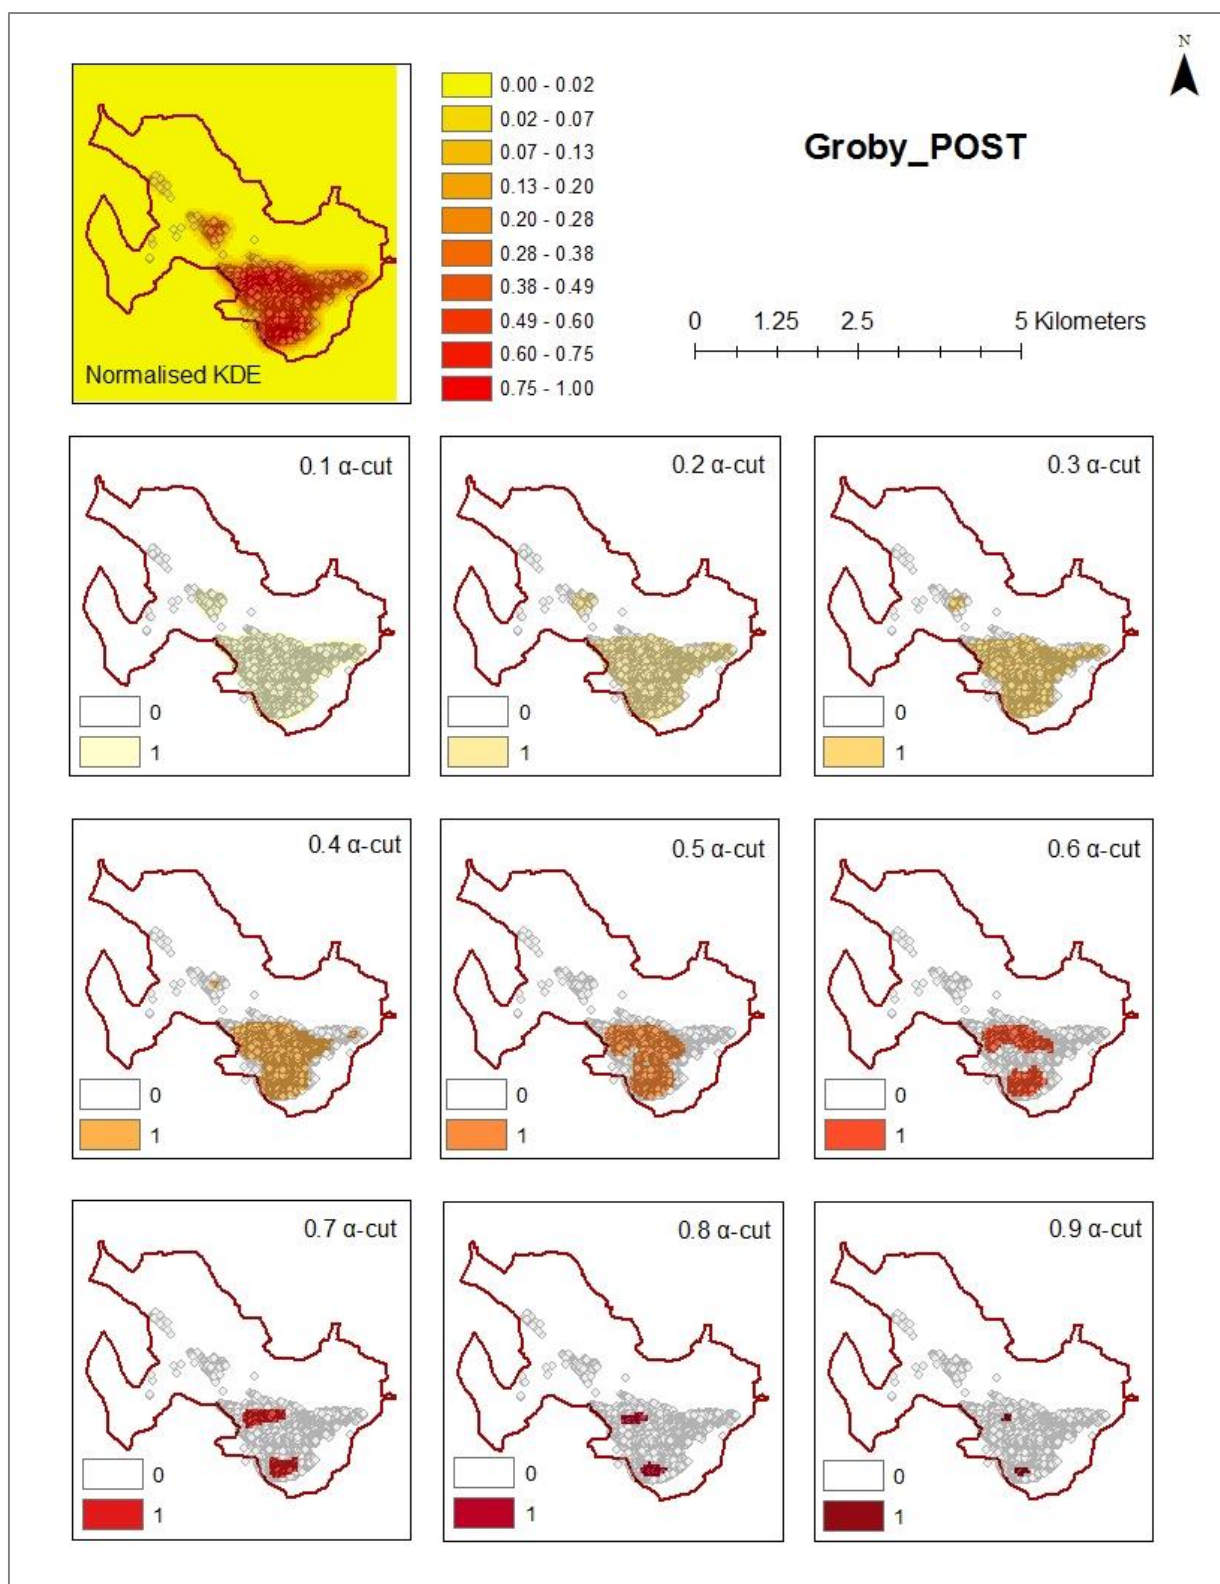 N
Groby_POST
0.00 - 0.02
0.02 - 0.07
0.07 - 0.13
0.13 - 0.20
0.20 - 0.28
0.28 - 0.38
0.38 - 0.49
0.49 - 0.60
0.60 - 0.75
0.75 - 1.00
Normalised KDE
0 1.25 2.5 5 Kilometers
0.1 α-cut
0
1
0.2 α-cut
0
1
0.3 α-cut
0
1
0.4 α-cut
0
1
0.5 α-cut
0
1
0.6 α-cut
0
1
0.7 α-cut
0
1
0.8 α-cut
0
1
0.9 α-cut
0
1